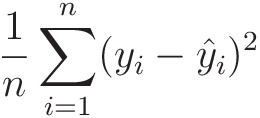 $\frac{1}{n} \sum_{i=1}^{n} (y_i - \hat{y}_i)^2$